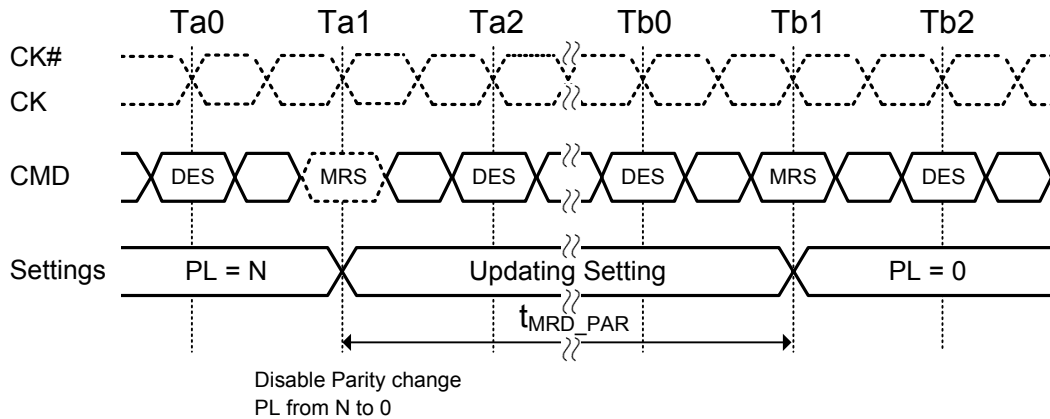 Ta0 Ta1 Ta2 Tb0 Tb1 Tb2
CK#
CK
CMD DES MRS DES DES MRS DES
Settings PL = N Updating Setting PL = 0
tMRD_PAR
Disable Parity change
PL from N to 0